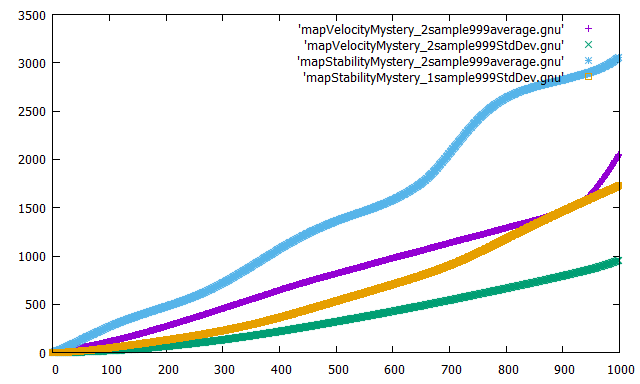 3500
3000
2500
2000
1500
1000
500
0
'mapVelocityMystery_2sample999average.gnu'
'mapVelocityMystery_2sample999StdDev.gnu'
'mapStabilityMystery_2sample999average.gnu'
'mapStabilityMystery_1sample999StdDev.gnu'
0 100 200 300 400 500 600 700 800 900 1000